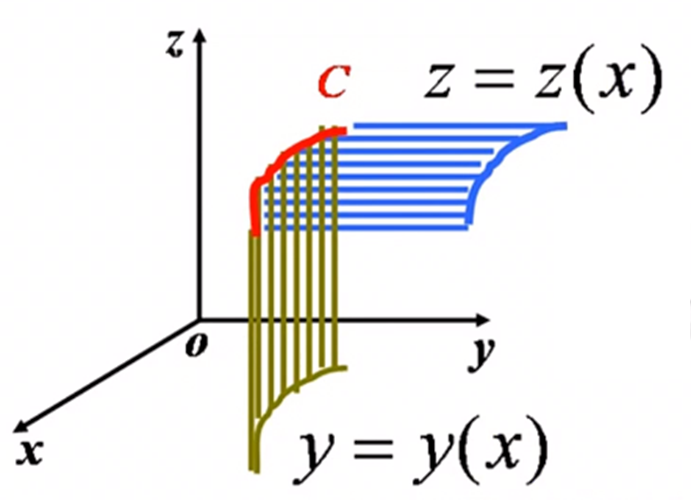 z
C
z = z(x)
o
y
x
y = y(x)